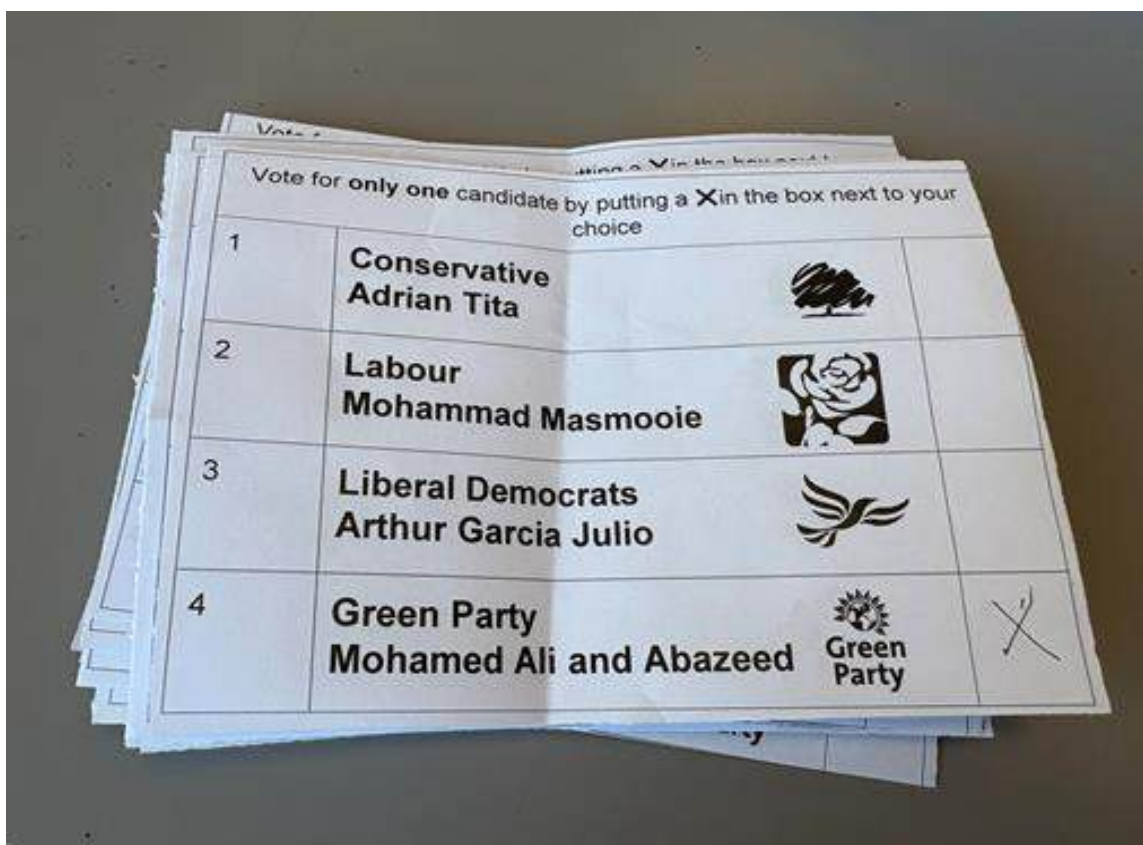 Vote for only one candidate by putting a X in the box next to your
choice
1
Conservative
Adrian Tita
2
Labour
Mohammad Masmooie
3
Liberal Democrats
Arthur Garcia Julio
4
Green Party
Mohamed Ali and Abazeed
Green
Party
X